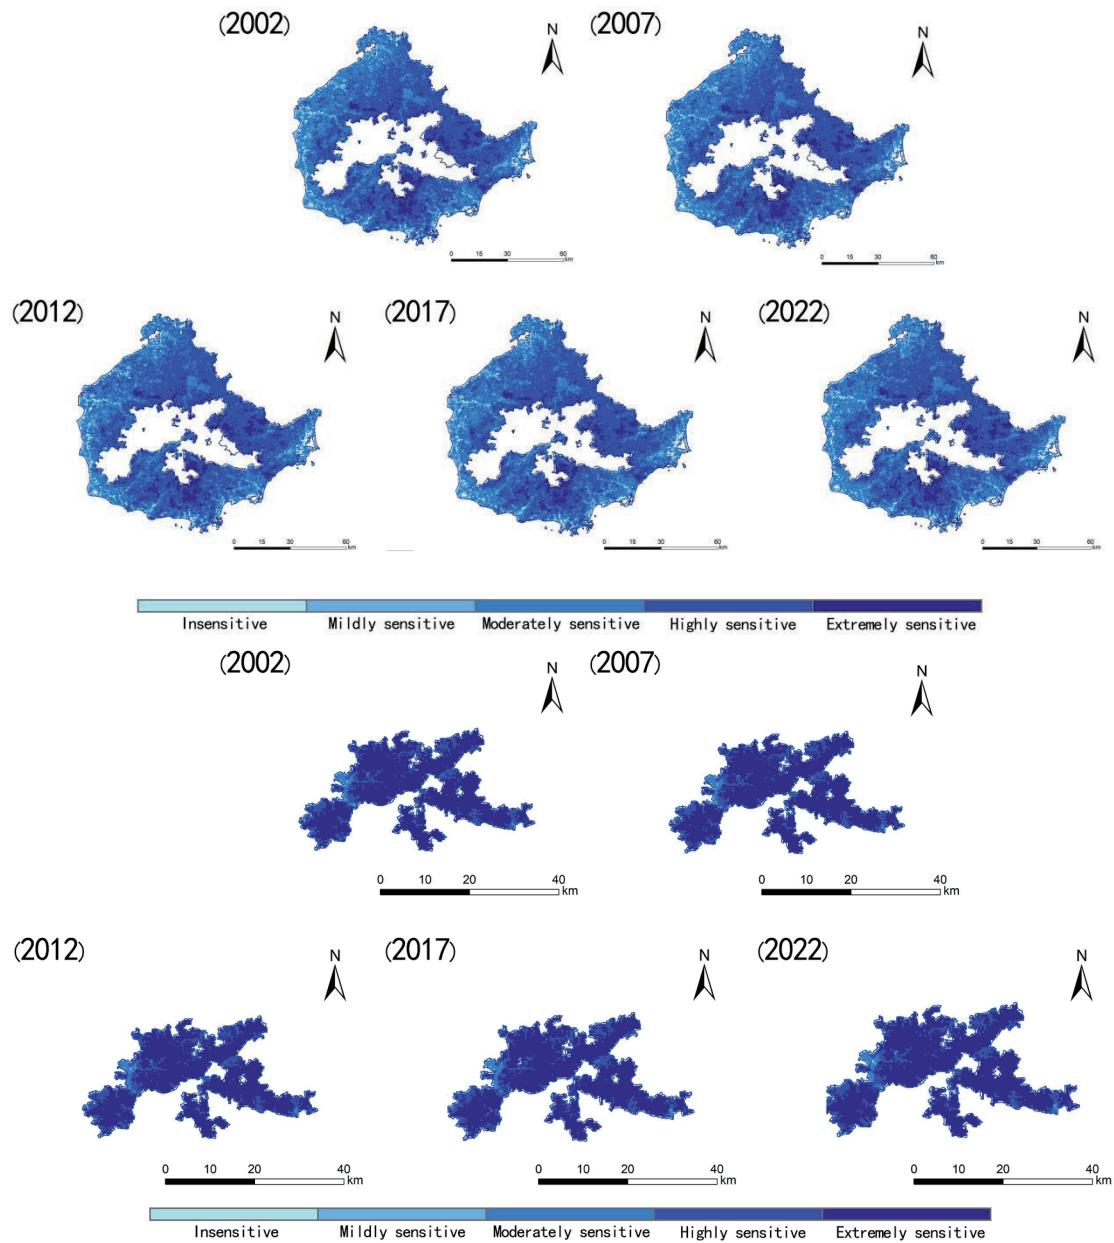 (2002)
N
(2007)
N
0 15 30 60
km
0 15 30 60
km
(2012)
N
(2017)
N
(2022)
N
0 15 30 60
km
0 15 30 60
km
0 15 30 60
km
Insensitive Mildly sensitive Moderately sensitive Highly sensitive Extremely sensitive
(2002)
N
(2007)
N
0 10 20 40
km
0 10 20 40
km
(2012)
N
(2017)
N
(2022)
N
0 10 20 40
km
0 10 20 40
km
0 10 20 40
km
Insensitive Mildly sensitive Moderately sensitive Highly sensitive Extremely sensitive